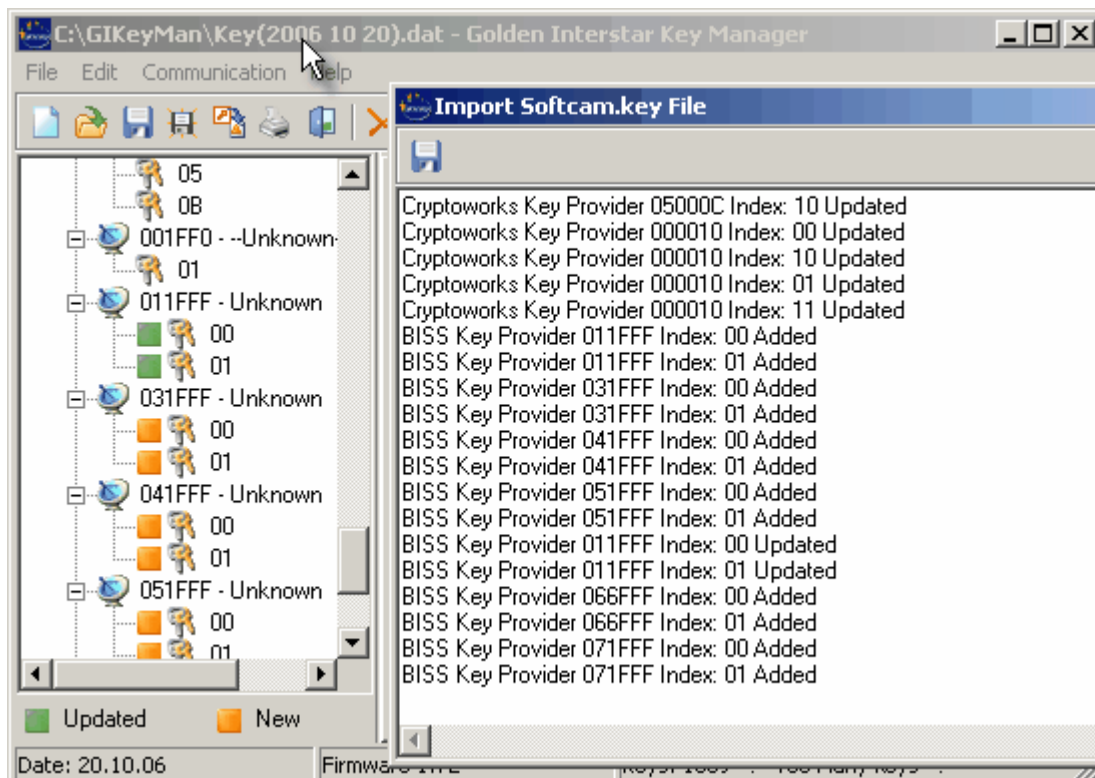 C:\GIKeyMan\Key(2006 10 20).dat - Golden Interstar Key Manager
File Edit Communication Help
Import Softcam.key File
05
0B
001FF0 - --Unknown-
01
011FFF - Unknown
00
01
031FFF - Unknown
00
01
041FFF - Unknown
00
01
051FFF - Unknown
00
01
Updated New
Cryptoworks Key Provider 05000C Index: 10 Updated
Cryptoworks Key Provider 000010 Index: 00 Updated
Cryptoworks Key Provider 000010 Index: 10 Updated
Cryptoworks Key Provider 000010 Index: 01 Updated
Cryptoworks Key Provider 000010 Index: 11 Updated
BISS Key Provider 011FFF Index: 00 Added
BISS Key Provider 011FFF Index: 01 Added
BISS Key Provider 031FFF Index: 00 Added
BISS Key Provider 031FFF Index: 01 Added
BISS Key Provider 041FFF Index: 00 Added
BISS Key Provider 041FFF Index: 01 Added
BISS Key Provider 051FFF Index: 00 Added
BISS Key Provider 051FFF Index: 01 Added
BISS Key Provider 011FFF Index: 00 Updated
BISS Key Provider 011FFF Index: 01 Updated
BISS Key Provider 066FFF Index: 00 Added
BISS Key Provider 066FFF Index: 01 Added
BISS Key Provider 071FFF Index: 00 Added
BISS Key Provider 071FFF Index: 01 Added
Date: 20.10.06